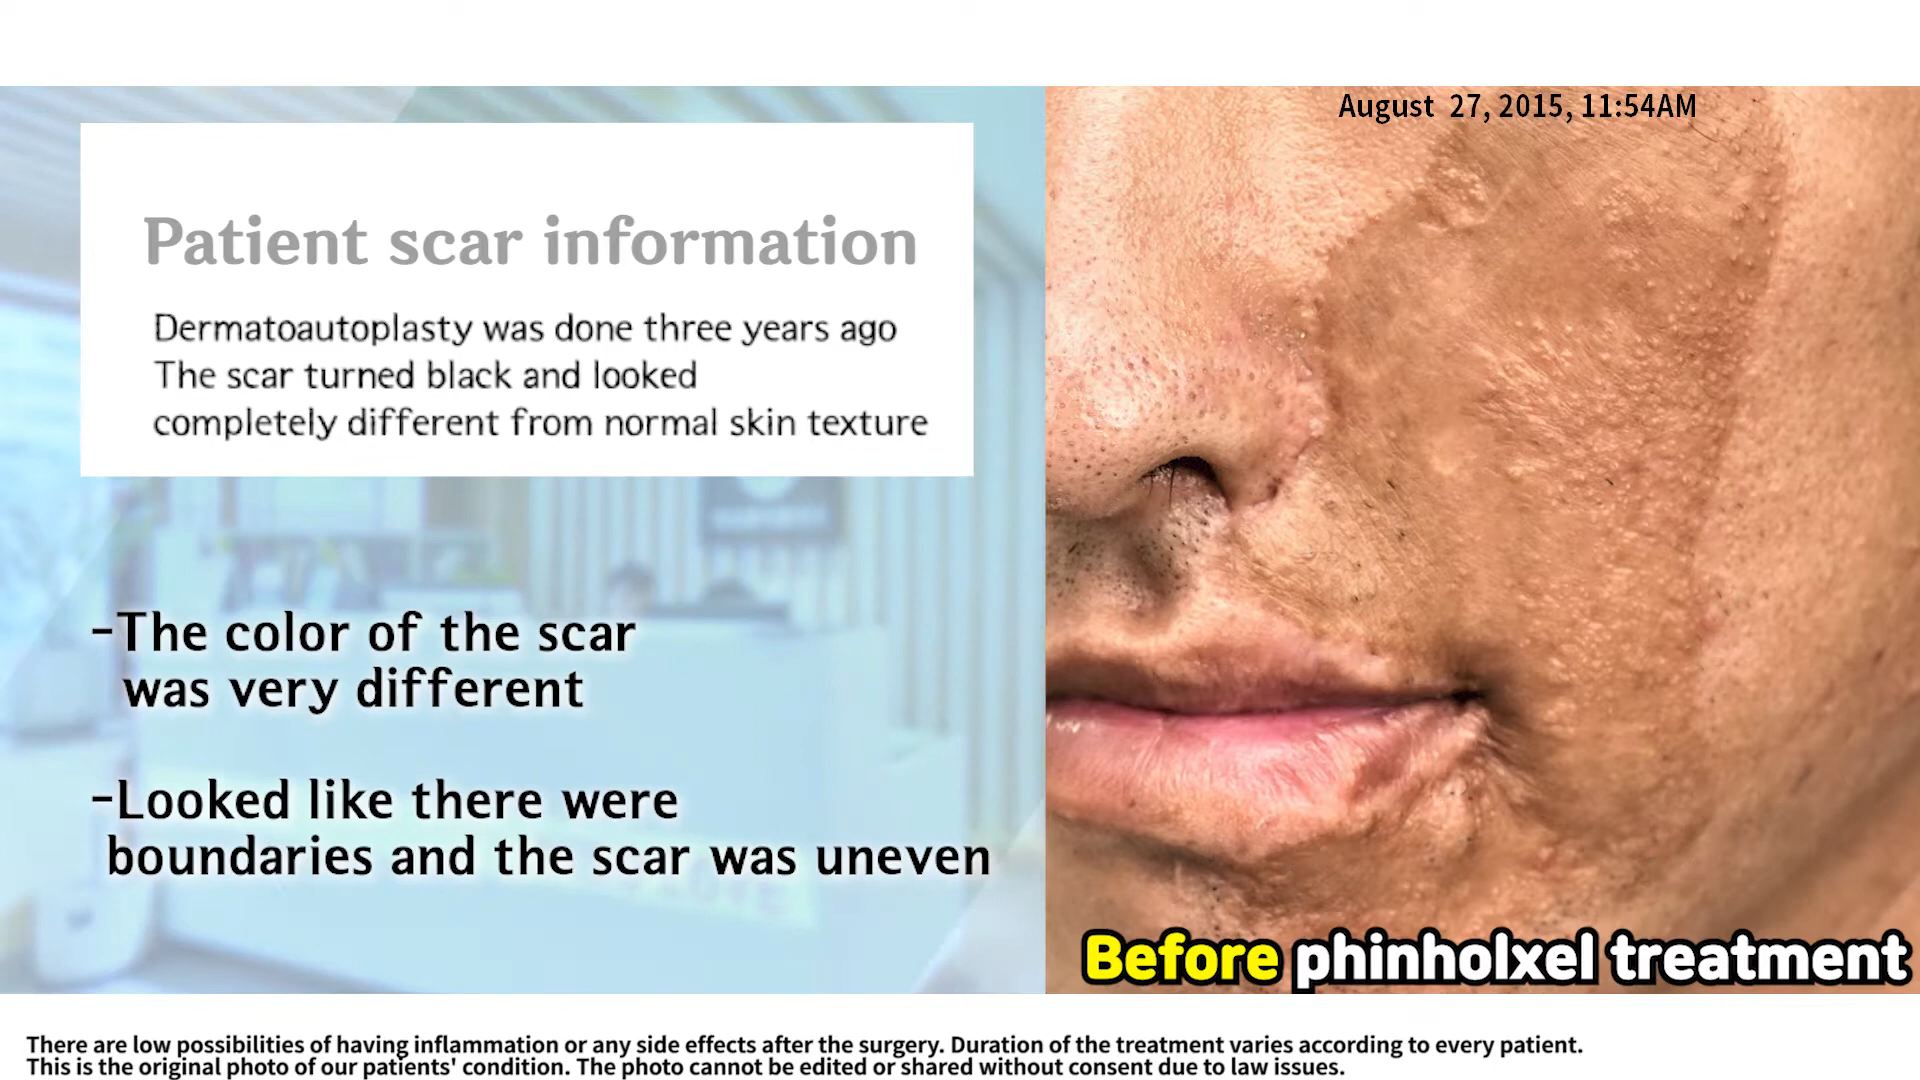 August 27, 2015, 11:54AM
Patient scar information
Dermatoautoplasty was done three years ago
The scar turned black and looked
completely different from normal skin texture
-The color of the scar
was very different
-Looked like there were
boundaries and the scar was uneven
Before phinholxel treatment
There are low possibilities of having inflammation or any side effects after the surgery. Duration of the treatment varies according to every patient.
This is the original photo of our patients' condition. The photo cannot be edited or shared without consent due to law issues.